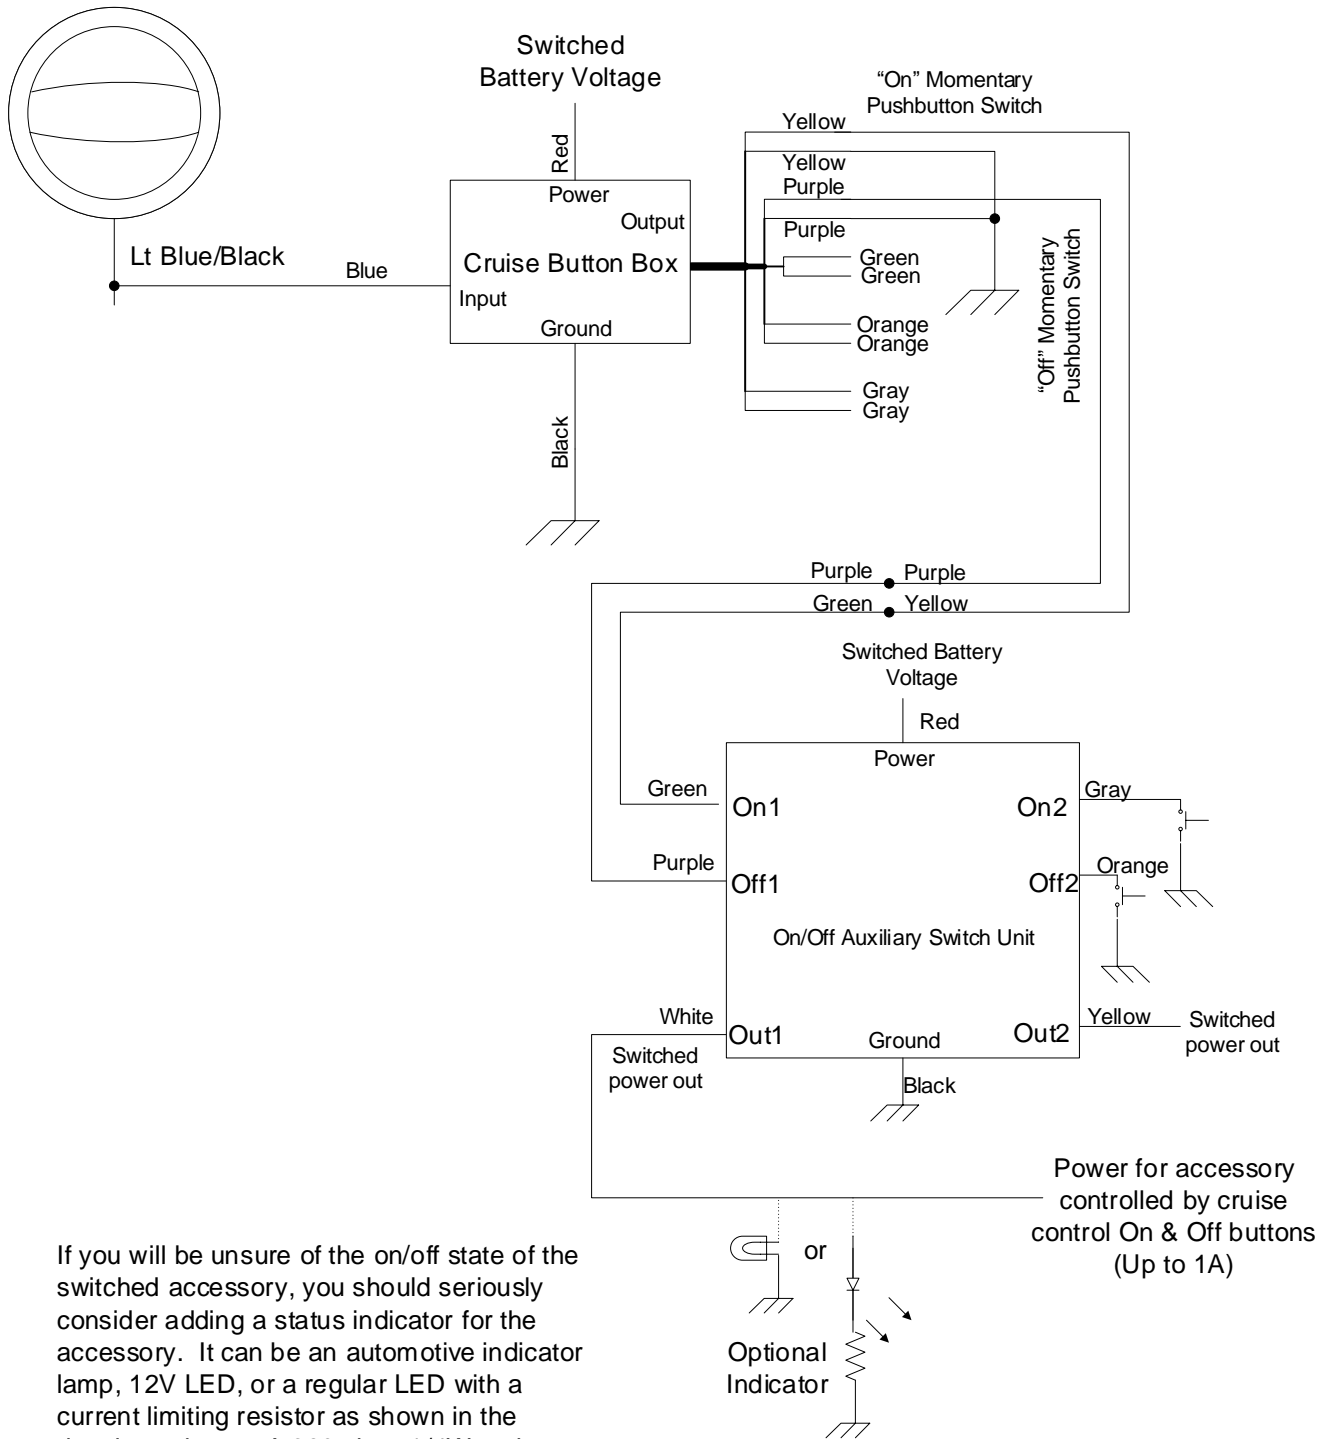 Switched
Battery Voltage
"On" Momentary
Pushbutton Switch
Yellow
Red
Yellow
Purple
Power
Output
Purple
Lt Blue/Black
Blue
Cruise Button Box
Green
Green
Input
Ground
Orange
Orange
"Off" Momentary
Pushbutton Switch
Gray
Gray
Black
Purple
Purple
Green
Yellow
Switched Battery
Voltage
Red
Power
Green
On1
On2
Gray
Purple
Off1
Off2
Orange
On/Off Auxiliary Switch Unit
White
Out1
Ground
Out2
Yellow
Switched
power out
Switched
power out
Black
Power for accessory
controlled by cruise
control On & Off buttons
(Up to 1A)
or
Optional
Indicator
If you will be unsure of the on/off state of the
switched accessory, you should seriously
consider adding a status indicator for the
accessory. It can be an automotive indicator
lamp, 12V LED, or a regular LED with a
current limiting resistor as shown in the